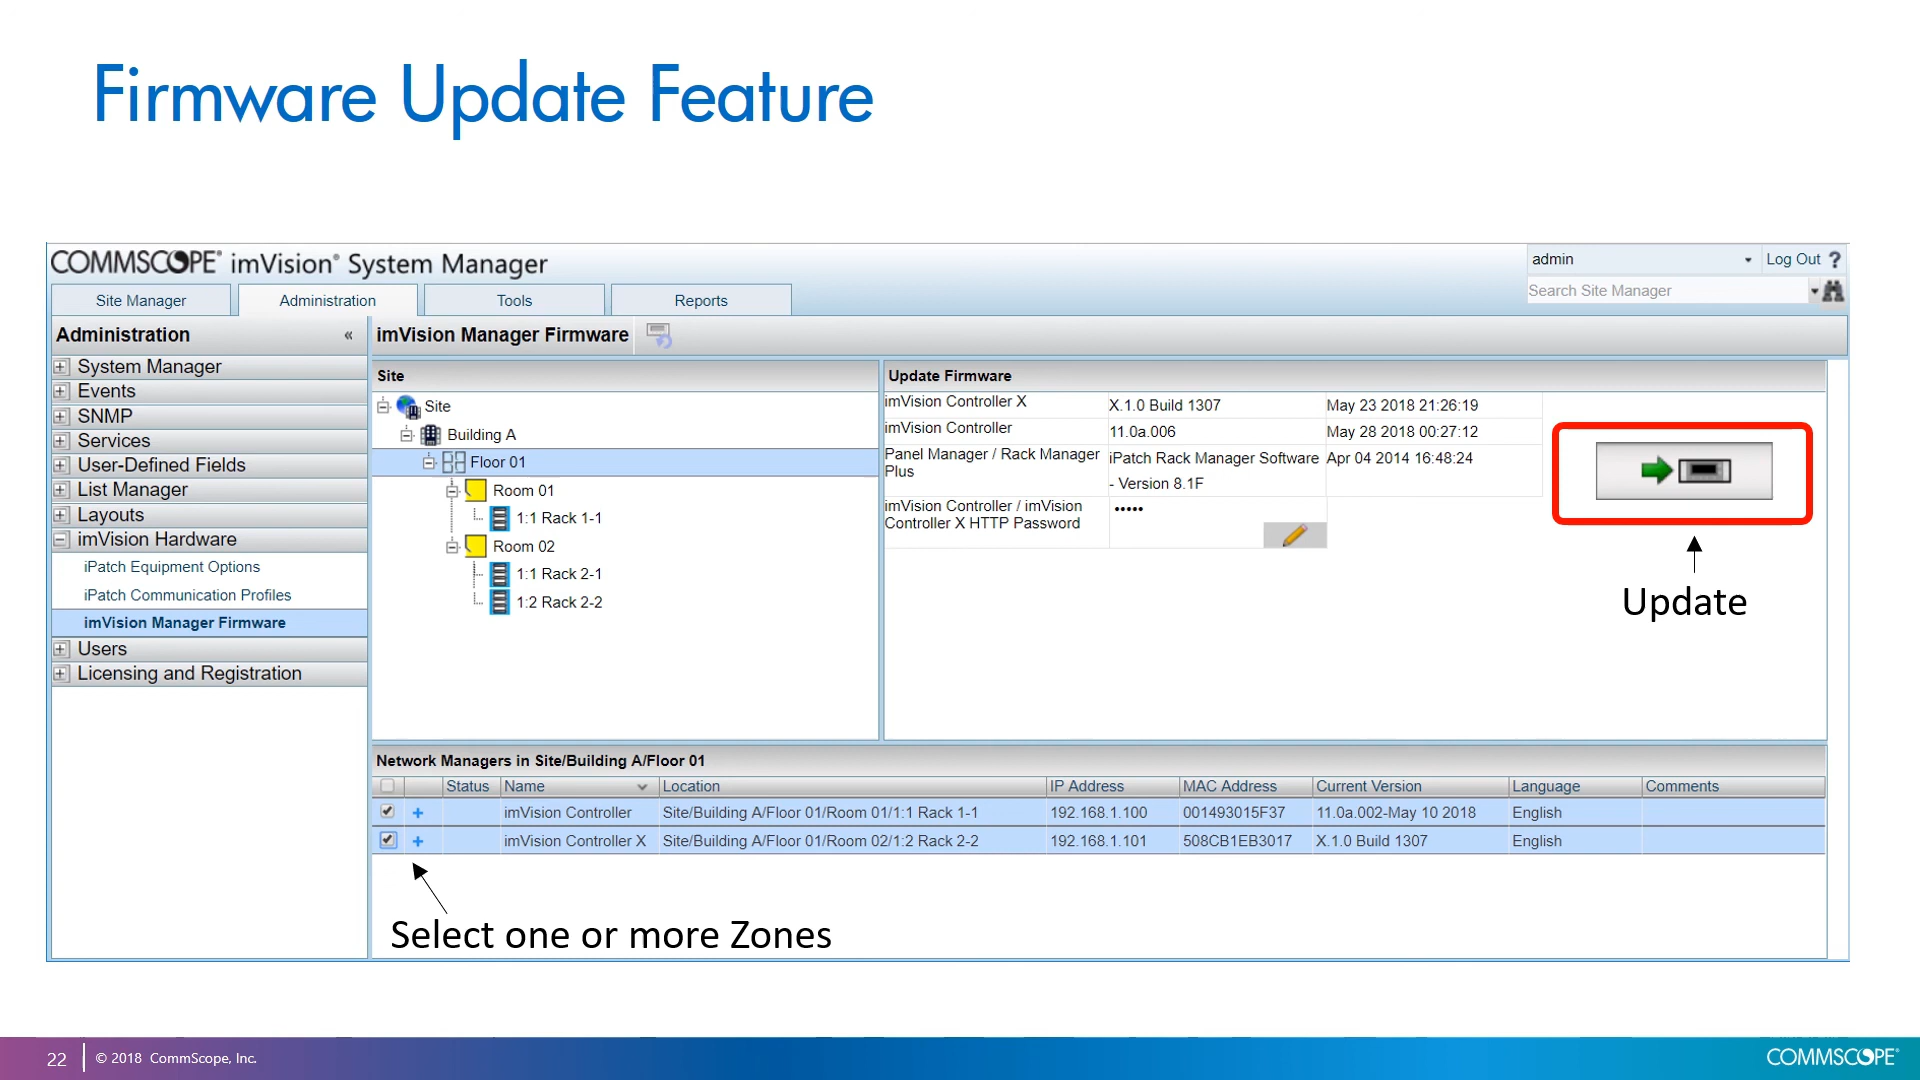 Firmware Update Feature
COMMSCOPE® imVision® System Manager
admin
Log Out ?
Search Site Manager
Site Manager
Administration
Tools
Reports
Administration «
System Manager
Events
SNMP
Services
User-Defined Fields
List Manager
Layouts
imVision Hardware
iPatch Equipment Options
iPatch Communication Profiles
imVision Manager Firmware
Users
Licensing and Registration
imVision Manager Firmware
Site
Site
Building A
Floor 01
Room 01
1:1 Rack 1-1
Room 02
1:1 Rack 2-1
1:2 Rack 2-2
Update Firmware
imVision Controller X X.1.0 Build 1307 May 23 2018 21:26:19
imVision Controller 11.0a.006 May 28 2018 00:27:12
Panel Manager / Rack Manager
Plus
iPatch Rack Manager Software
- Version 8.1F
Apr 04 2014 16:48:24
imVision Controller / imVision
Controller X HTTP Password
•••••
Update
Network Managers in Site/Building A/Floor 01
Status Name Location IP Address MAC Address Current Version Language Comments
+ imVision Controller Site/Building A/Floor 01/Room 01/1:1 Rack 1-1 192.168.1.100 001493015F37 11.0a.002-May 10 2018 English
+ imVision Controller X Site/Building A/Floor 01/Room 02/1:2 Rack 2-2 192.168.1.101 508CB1EB3017 X.1.0 Build 1307 English
Select one or more Zones
22 © 2018 CommScope, Inc.
COMMSCOPE®